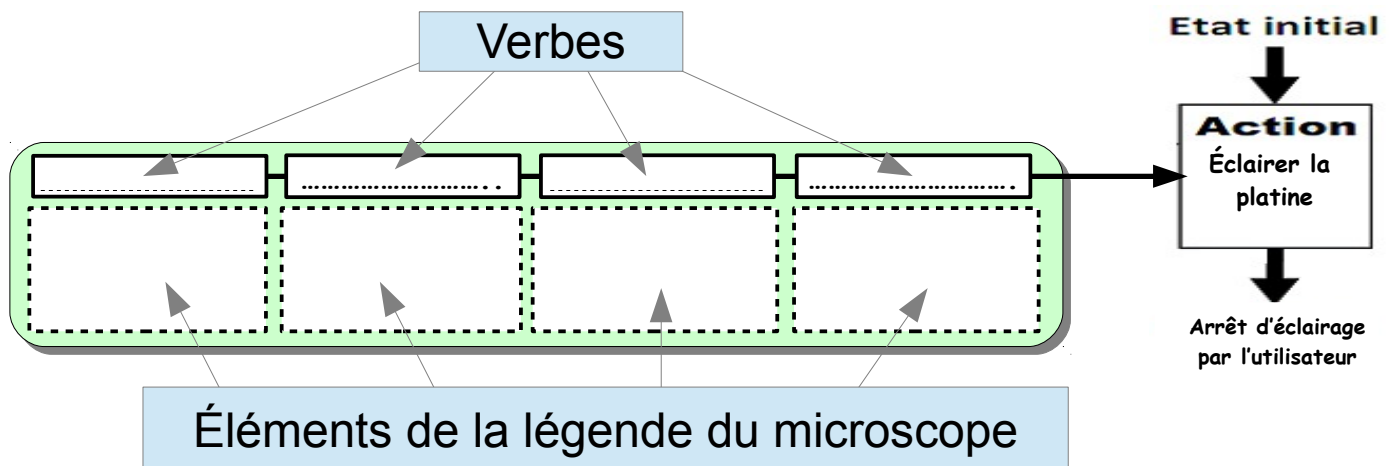 Verbes
Etat initial
Action
Éclairer la
platine
Arrêt d'éclairage
par l'utilisateur
Éléments de la légende du microscope